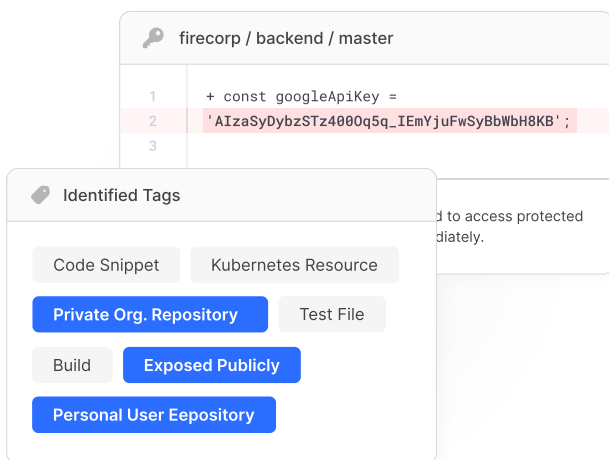 firecorp / backend / master
1 + const googleApiKey =
2 'AIzaSyDybzSTz400Oq5q_IEmYjuFwSyBbWbH8KB';
3
d to access protected
diately.
Identified Tags
Code Snippet Kubernetes Resource
Private Org. Repository Test File
Build Exposed Publicly
Personal User Eepository